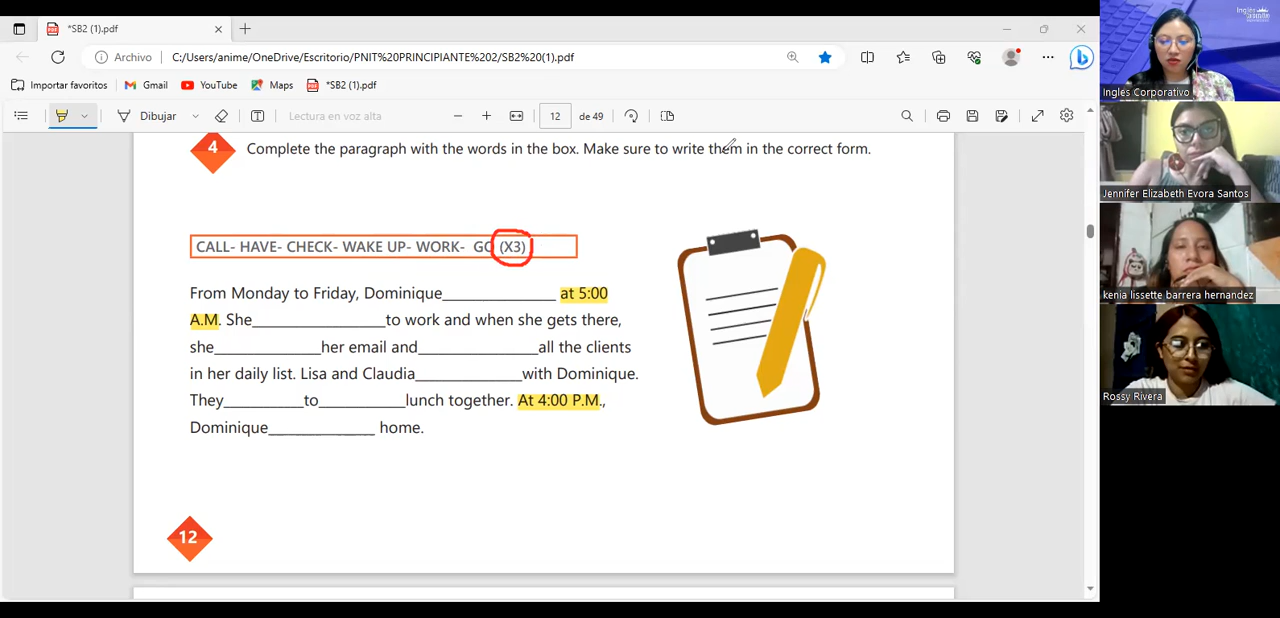 *SB2 (1).pdf
Archivo
C:/Users/anime/OneDrive/Escritorio/PNIT%20PRINCIPIANTE%202/SB2%20(1).pdf
Importar favoritos
Gmail
YouTube
Maps
*SB2 (1).pdf
Dibujar
Lectura en voz alta
12
de 49
4
Complete the paragraph with the words in the box. Make sure to write them in the correct form.
CALL- HAVE- CHECK- WAKE UP- WORK- GO (X3)
From Monday to Friday, Dominique_____________ at 5:00
A.M. She________________to work and when she gets there,
she_____________her email and______________all the clients
in her daily list. Lisa and Claudia_____________with Dominique.
They__________to___________lunch together. At 4:00 P.M.,
Dominique_____________ home.
12
Ingles Corporativo
Jennifer Elizabeth Evora Santos
kenia lissette barrera hernandez
Rossy Rivera